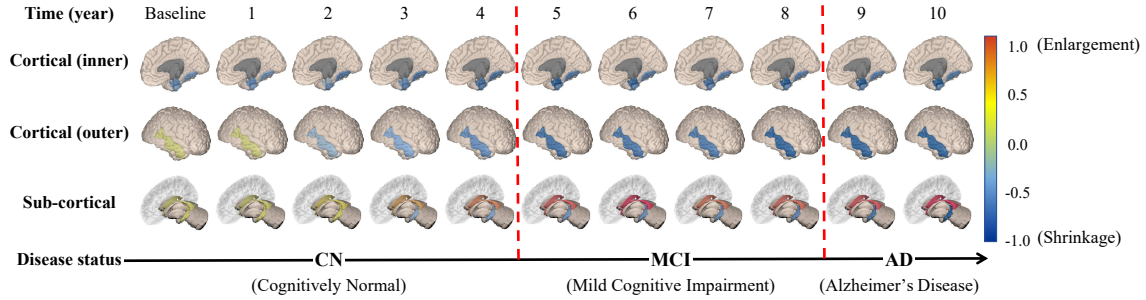 Time (year) Baseline 1 2 3 4 5 6 7 8 9 10
Cortical (inner)
Cortical (outer)
Sub-cortical
1.0 (Enlargement)
0.5
0.0
-0.5
-1.0 (Shrinkage)
Disease status CN MCI AD
(Cognitively Normal) (Mild Cognitive Impairment) (Alzheimer's Disease)